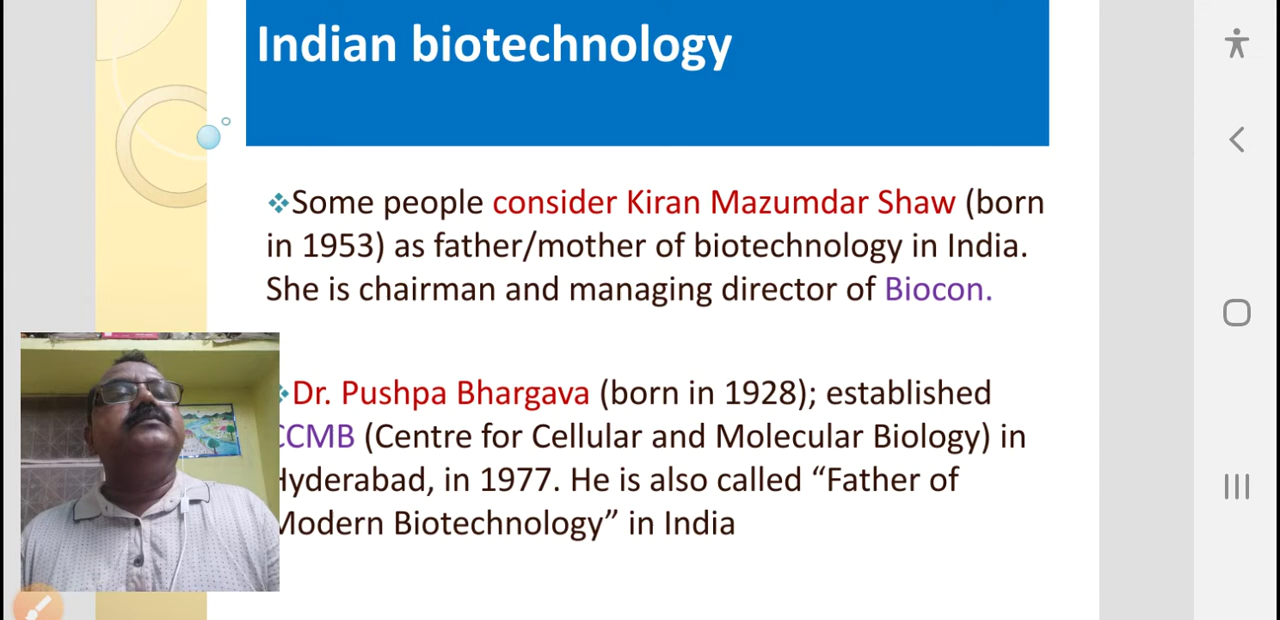 Indian biotechnology
❖Some people consider Kiran Mazumdar Shaw (born
in 1953) as father/mother of biotechnology in India.
She is chairman and managing director of Biocon.
Dr. Pushpa Bhargava (born in 1928); established
CCMB (Centre for Cellular and Molecular Biology) in
Hyderabad, in 1977. He is also called “Father of
Modern Biotechnology” in India